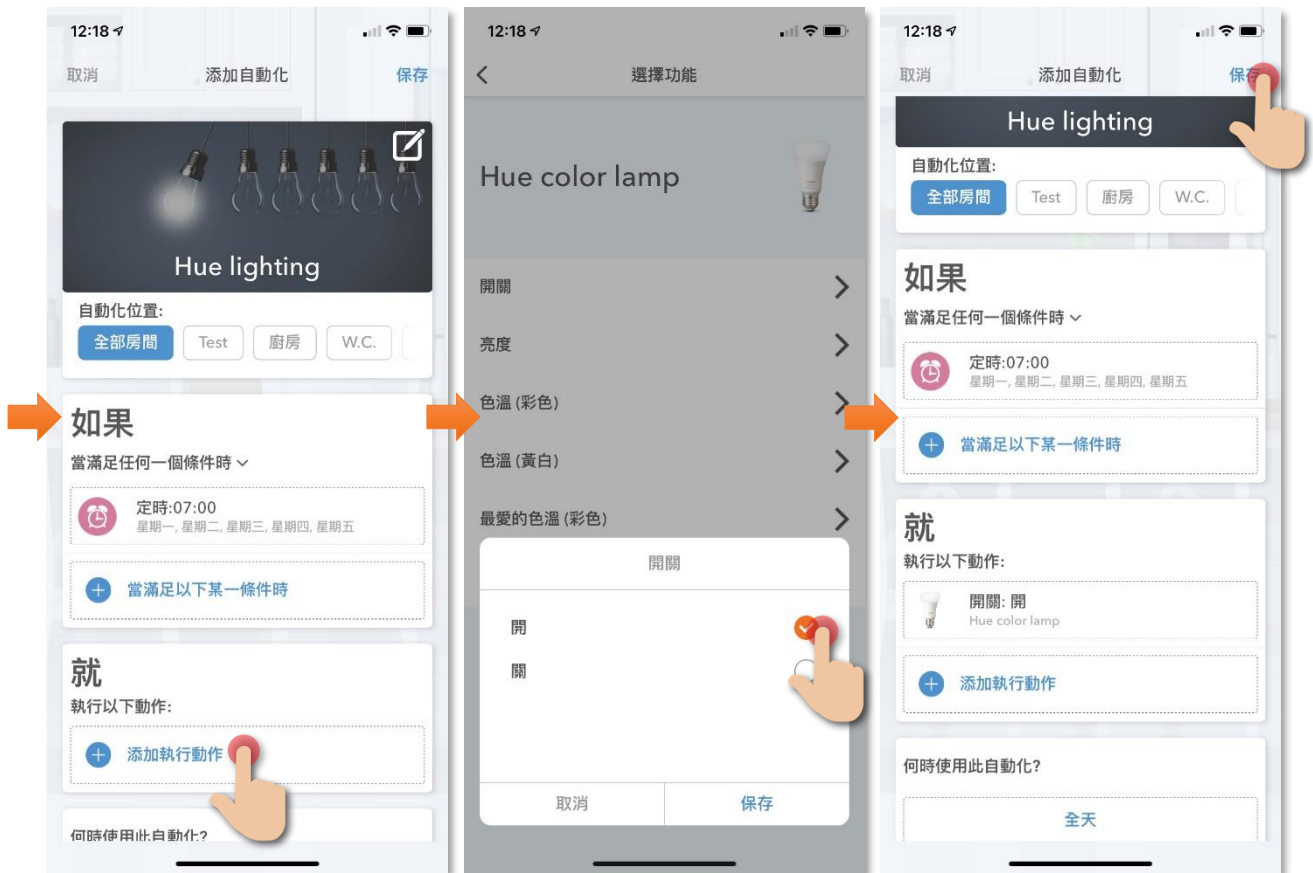 12:18
取消
添加自動化
保存
Hue lighting
自動化位置:
全部房間
Test
廚房
W.C.
如果
當滿足任何一個條件時
定時:07:00
星期一, 星期二, 星期三, 星期四, 星期五
當滿足以下某一條件時
就
執行以下動作:
添加執行動作
何時使用此自動化?
12:18
選擇功能
Hue color lamp
開關
亮度
色溫 (彩色)
色溫 (黃白)
最愛的色溫 (彩色)
開關
開
關
取消
保存
12:18
取消
添加自動化
保存
Hue lighting
自動化位置:
全部房間
Test
廚房
W.C.
如果
當滿足任何一個條件時
定時:07:00
星期一, 星期二, 星期三, 星期四, 星期五
當滿足以下某一條件時
就
執行以下動作:
開關: 開
Hue color lamp
添加執行動作
何時使用此自動化?
全天